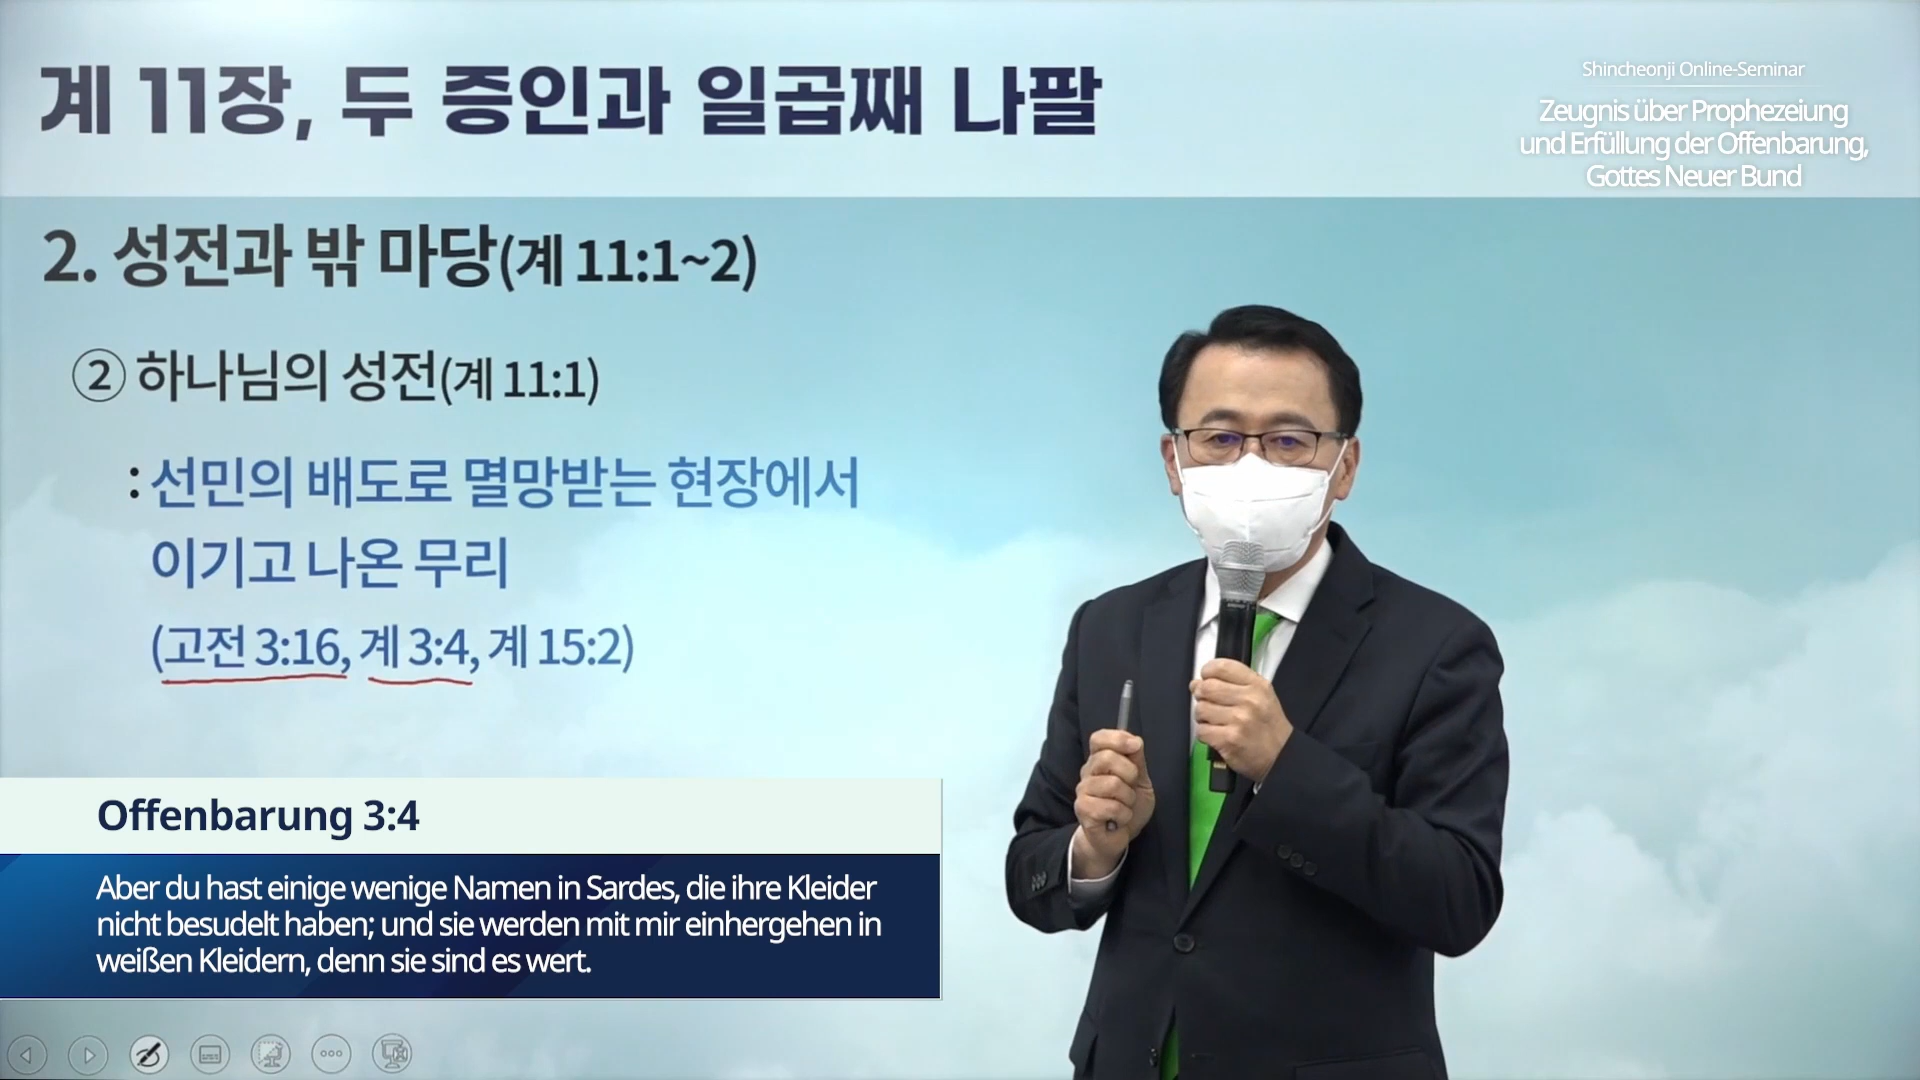 계 11장, 두 증인과 일곱째 나팔
Shincheonji Online-Seminar
Zeugnis über Prophezeiung
und Erfüllung der Offenbarung,
Gottes Neuer Bund
2. 성전과 밖 마당(계 11:1~2)
② 하나님의 성전(계 11:1)
: 선민의 배도로 멸망받는 현장에서
이기고 나온 무리
(고전 3:16, 계 3:4, 계 15:2)
Offenbarung 3:4
Aber du hast einige wenige Namen in Sardes, die ihre Kleider
nicht besudelt haben; und sie werden mit mir einhergehen in
weißen Kleidern, denn sie sind es wert.